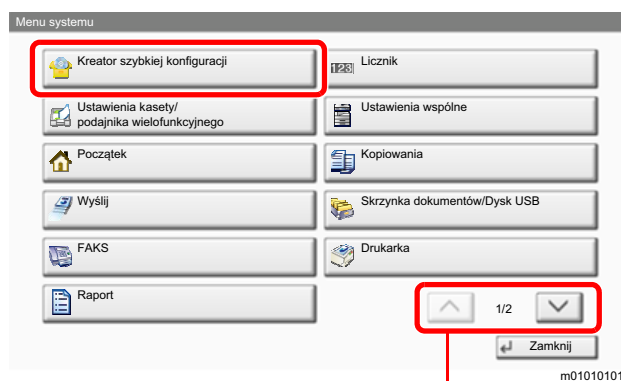 Menu systemu
Kreator szybkiej konfiguracji
123 Licznik
Ustawienia kasety/
podajnika wielofunkcyjnego
Ustawienia wspólne
Początek
Kopiowania
Wyślij
Skrzynka dokumentów/Dysk USB
FAKS
Drukarka
Raport
1/2
Zamknij
m01010101